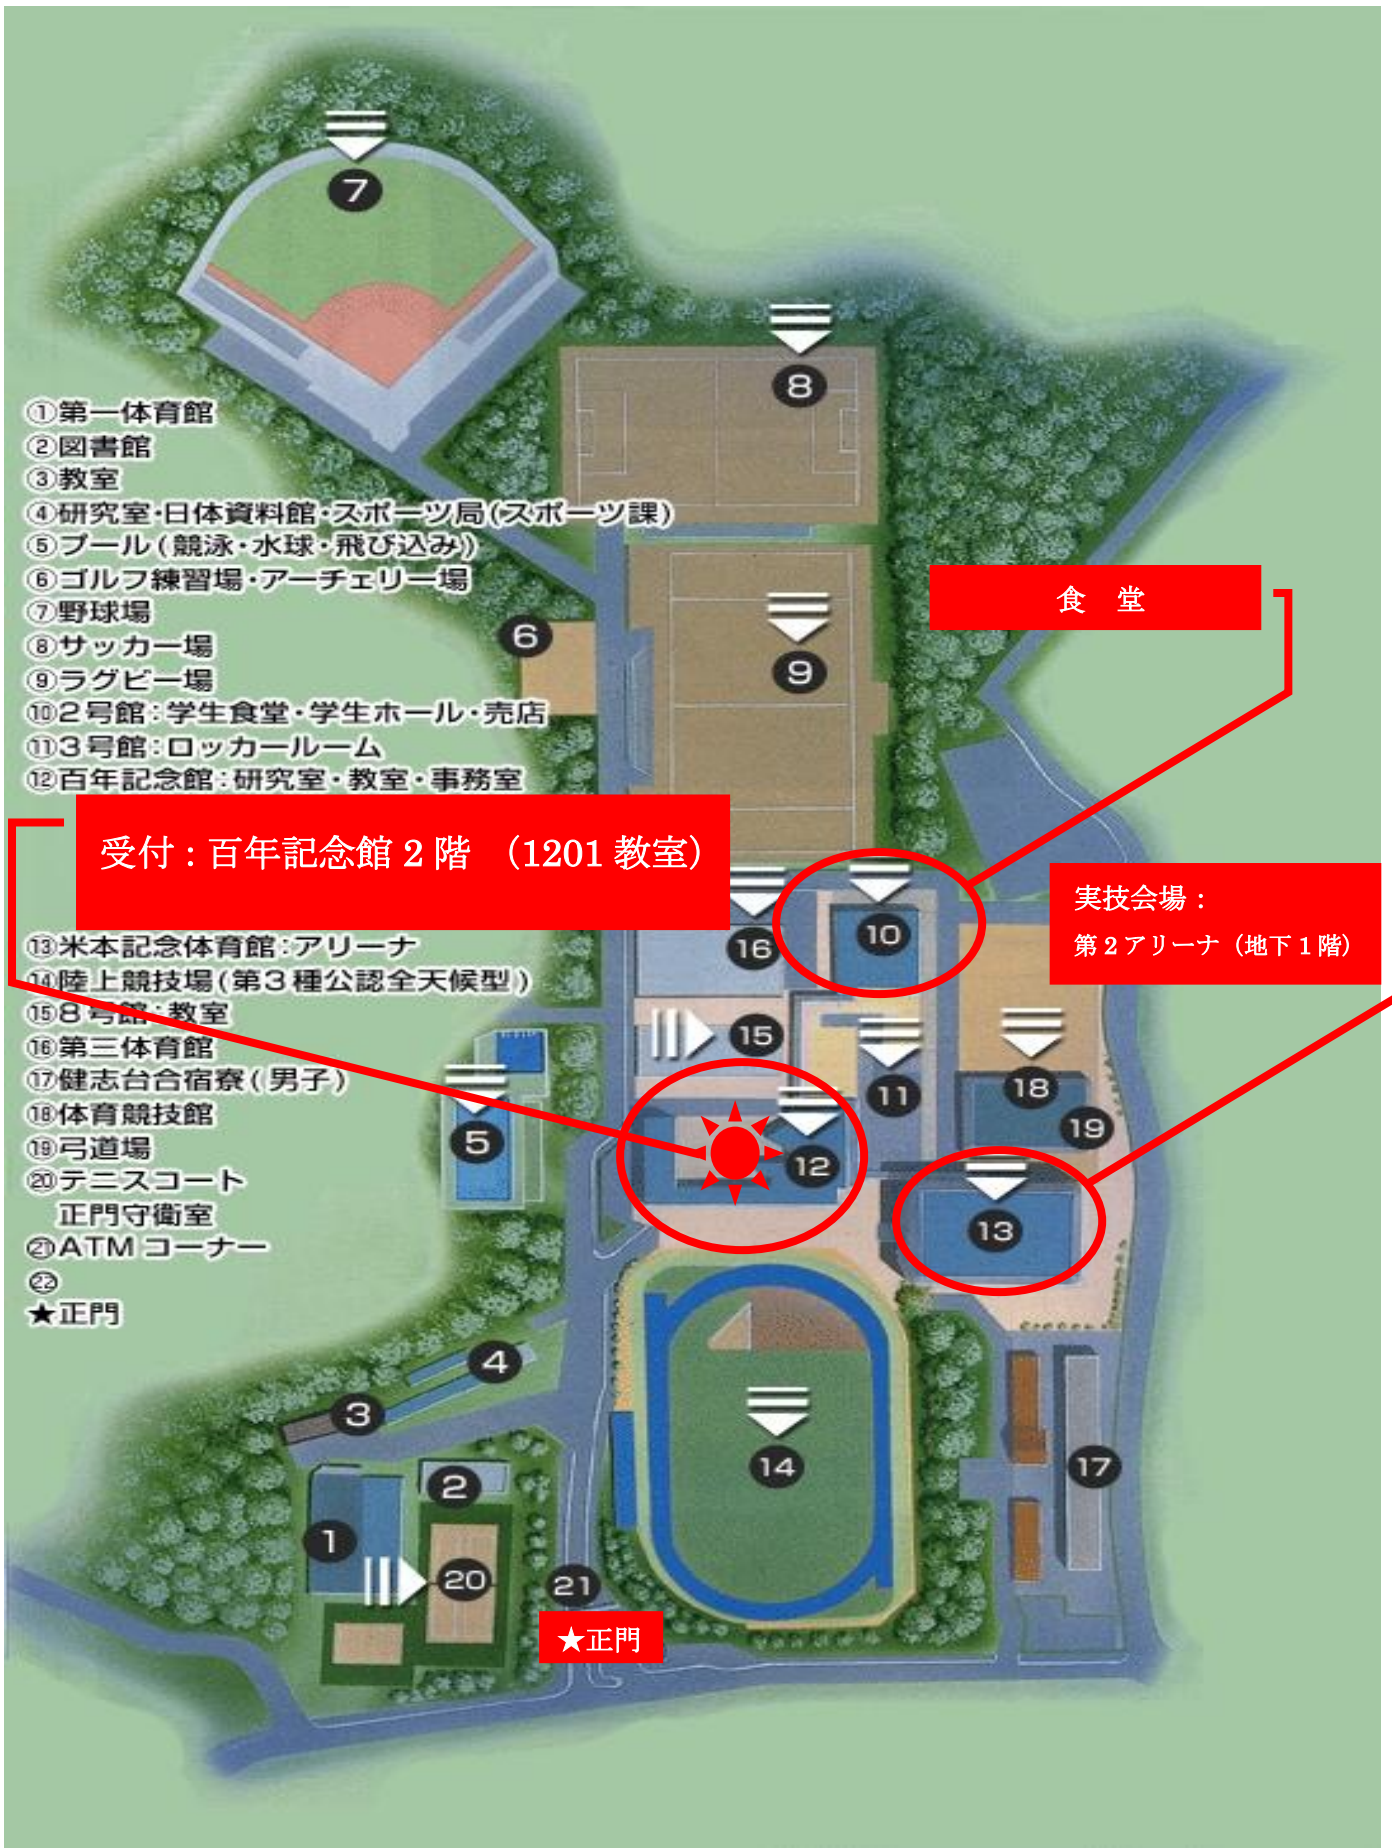 7
8
①第一体育館
②図書館
③教室
④研究室・日体資料館・スポーツ局(スポーツ課)
⑤プール(競泳・水球・飛び込み)
⑥ゴルフ練習場・アーチェリー場
⑦野球場
⑧サッカー場
⑨ラグビー場
⑩2号館:学生食堂・学生ホール・売店
⑪3号館:ロッカールーム
⑫百年記念館:研究室・教室・事務室
食 堂
6
9
受付:百年記念館2階 (1201教室)
実技会場:
第2アリーナ(地下1階)
⑬米本記念体育館:アリーナ
⑭陸上競技場(第3種公認全天候型)
⑮8号館:教室
⑯第三体育館
⑰健志台合宿寮(男子)
⑱体育競技館
⑲弓道場
⑳テニスコート
正門守衛室
㉑ATMコーナー
㉒
★正門
10
16
15
11
18
19
5
12
13
4
3
14
17
2
1
20
21
★正門